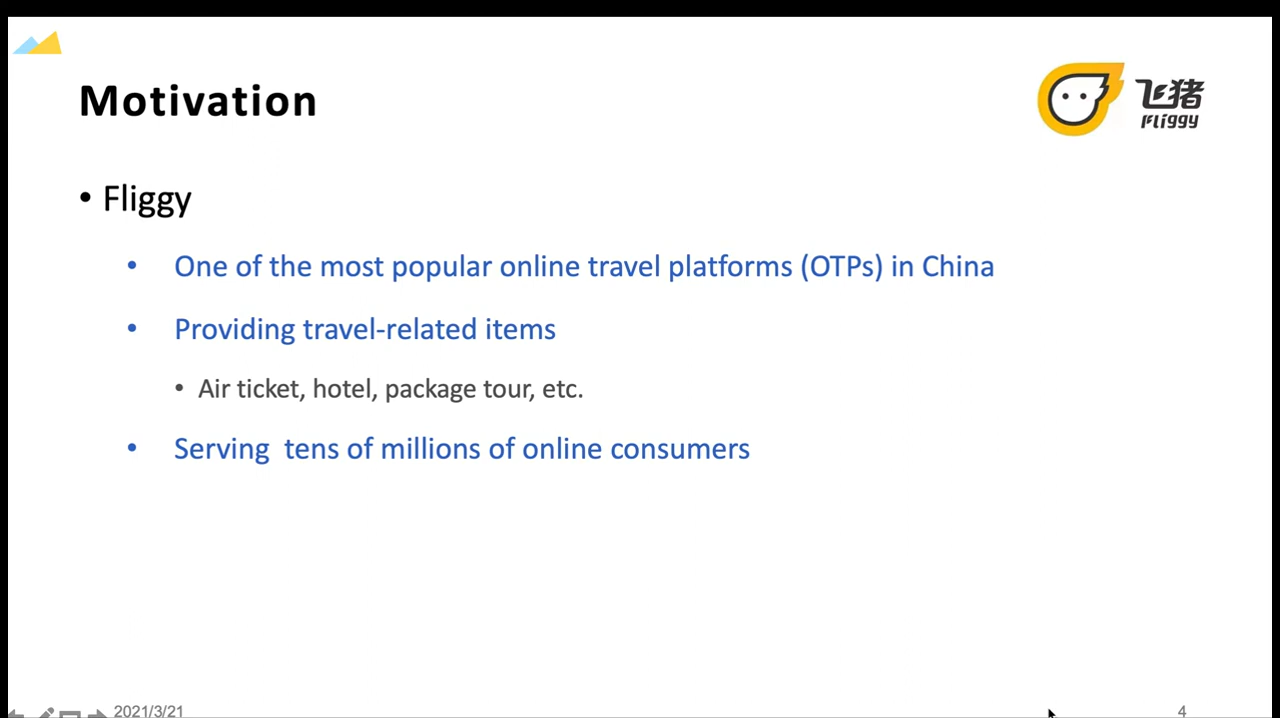 Motivation
飞猪
Fliggy
• Fliggy
• One of the most popular online travel platforms (OTPs) in China
• Providing travel-related items
• Air ticket, hotel, package tour, etc.
• Serving  tens of millions of online consumers
2021/3/21
4